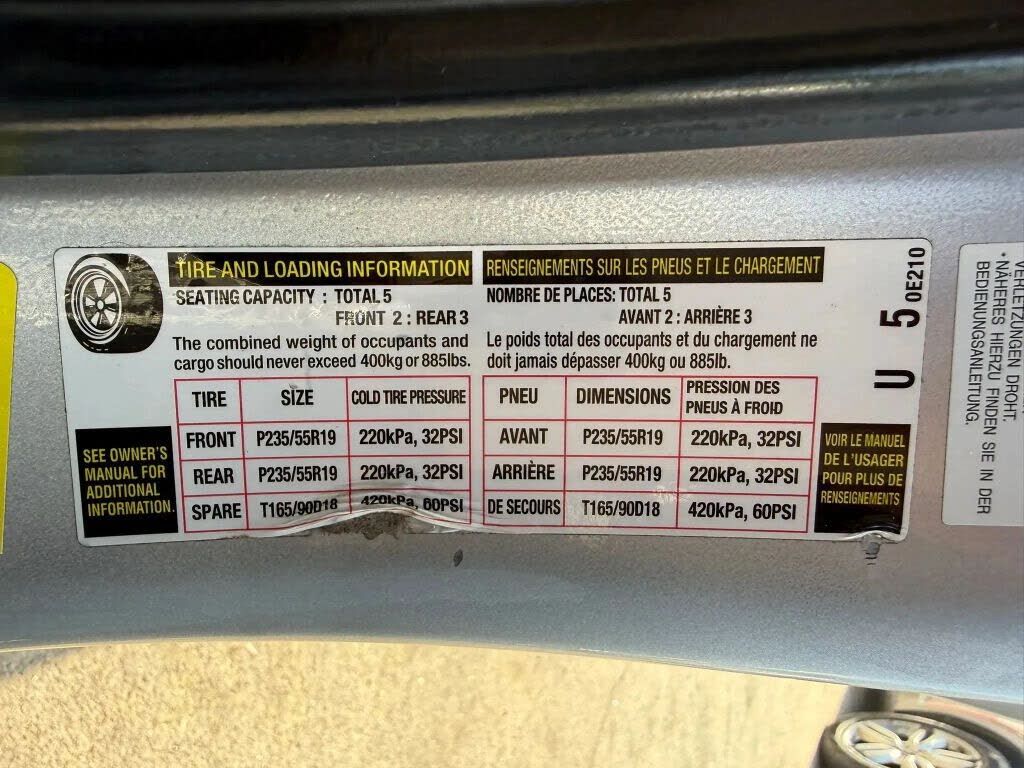 TIRE AND LOADING INFORMATION
SEATING CAPACITY : TOTAL 5
FRONT 2 : REAR 3
The combined weight of occupants and
cargo should never exceed 400kg or 885lbs.
TIRE SIZE COLD TIRE PRESSURE
FRONT P235/55R19 220kPa, 32PSI
REAR P235/55R19 220kPa, 32PSI
SPARE T165/90D18 420kPa, 60PSI
SEE OWNER'S
MANUAL FOR
ADDITIONAL
INFORMATION.
RENSEIGNEMENTS SUR LES PNEUS ET LE CHARGEMENT
NOMBRE DE PLACES: TOTAL 5
AVANT 2 : ARRIÈRE 3
Le poids total des occupants et du chargement ne
doit jamais dépasser 400kg ou 885lb.
PNEU DIMENSIONS PRESSION DES
PNEUS À FROID
AVANT P235/55R19 220kPa, 32PSI
ARRIÈRE P235/55R19 220kPa, 32PSI
DE SECOURS T165/90D18 420kPa, 60PSI
VOIR LE MANUEL
DE L'USAGER
POUR PLUS DE
RENSEIGNEMENTS
U 5 0E210
VERLETZUNGEN DROHT.
* NÄHERES HIERZU FINDEN SIE IN DER
BEDIENUNGSANLEITUNG.